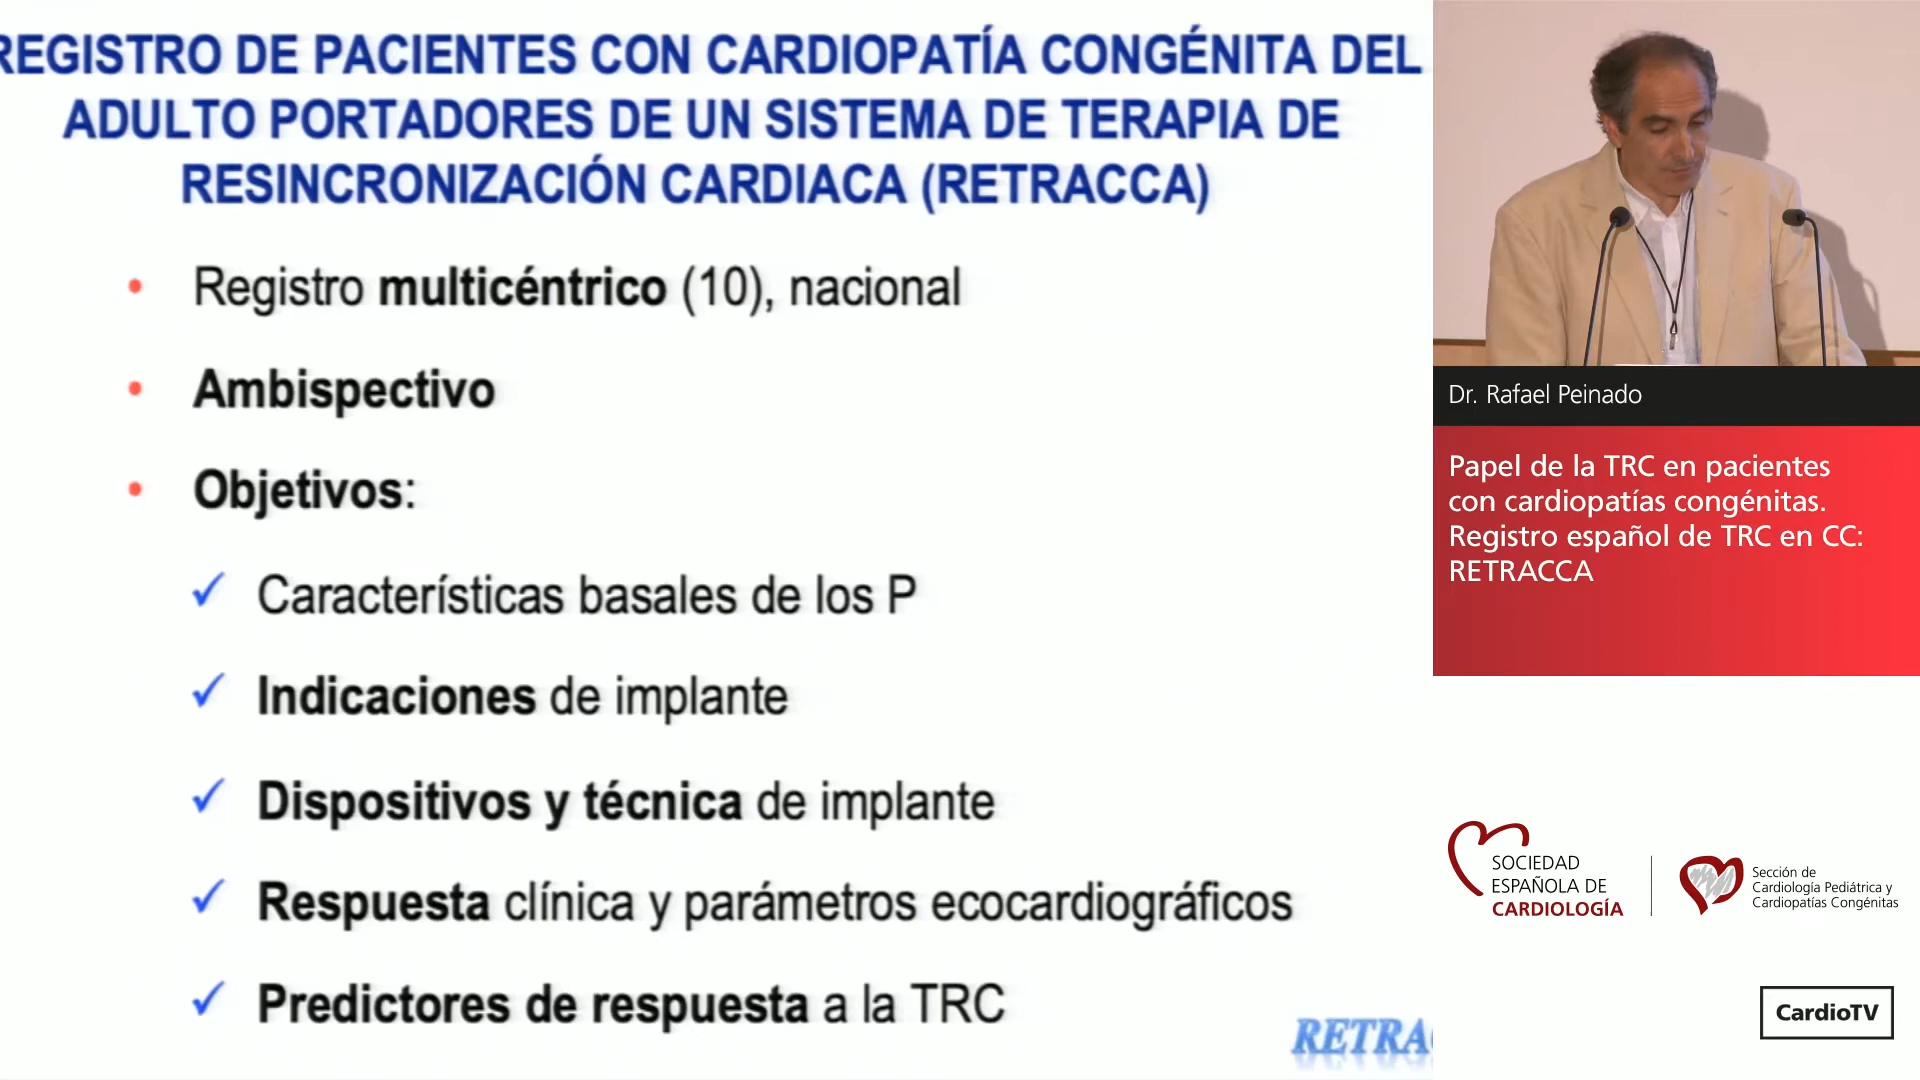 REGISTRO DE PACIENTES CON CARDIOPATÍA CONGÉNITA DEL
ADULTO PORTADORES DE UN SISTEMA DE TERAPIA DE
RESINCRONIZACIÓN CARDIACA (RETRACCA)
• Registro multicéntrico (10), nacional
• Ambispectivo
• Objetivos:
✓ Características basales de los P
✓ Indicaciones de implante
✓ Dispositivos y técnica de implante
✓ Respuesta clínica y parámetros ecocardiográficos
✓ Predictores de respuesta a la TRC
RETRAC
Dr. Rafael Peinado
Papel de la TRC en pacientes
con cardiopatías congénitas.
Registro español de TRC en CC:
RETRACCA
SOCIEDAD
ESPAÑOLA DE
CARDIOLOGÍA
Sección de
Cardiología Pediátrica y
Cardiopatías Congénitas
CardioTV